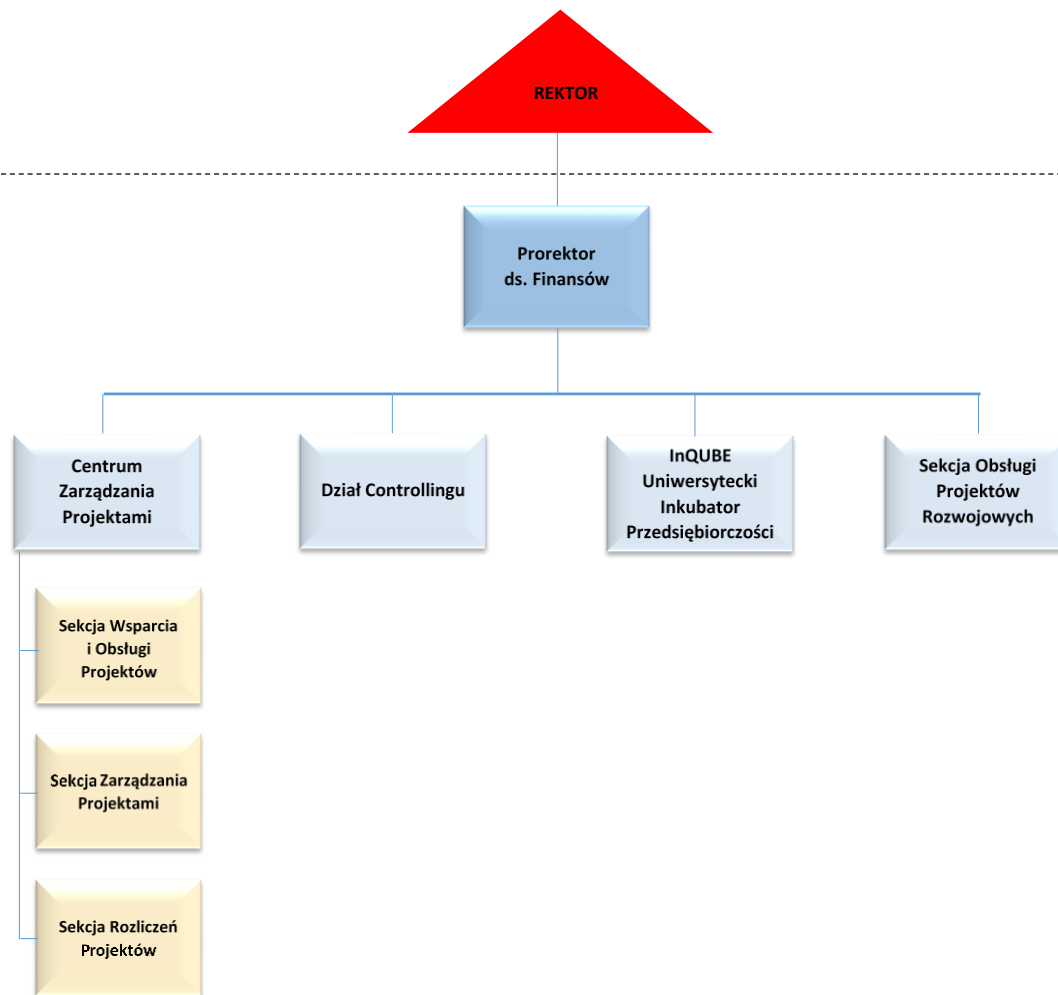 REKTOR
Prorektor
ds. Finansów
Centrum
Zarządzania
Projektami
Dział Controllingu
InQUBE
Uniwersytecki
Inkubator
Przedsiębiorczości
Sekcja Obsługi
Projektów
Rozwojowych
Sekcja Wsparcia
i Obsługi
Projektów
Sekcja Zarządzania
Projektami
Sekcja Rozliczeń
Projektów